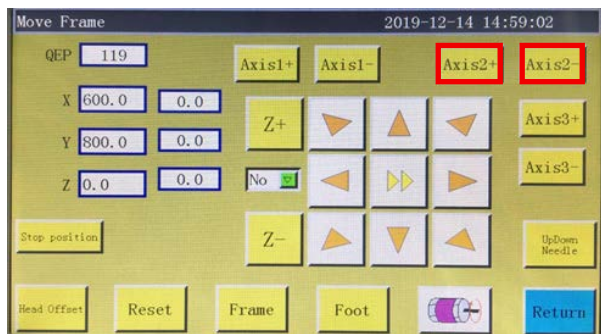 Move Frame 2019-12-14 14:59:02
QEP 119 Axis1+ Axis1- Axis2+ Axis2-
X 600.0 0.0 Z+ Axis3+
Y 800.0 0.0
Z 0.0 0.0 No Axis3-
Stop position Z- UpDown
Needle
Head Offset Reset Frame Foot Return